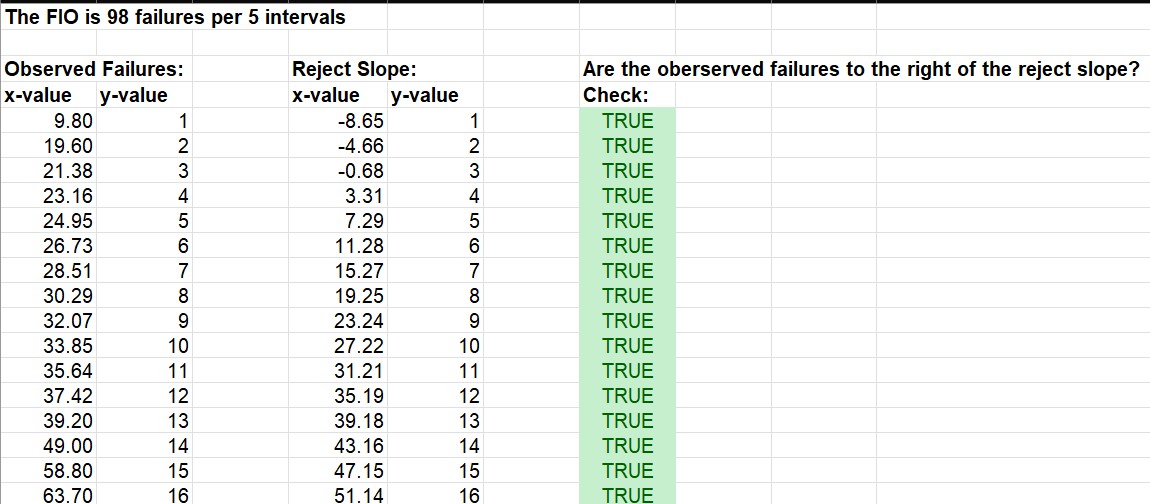 The FIO is 98 failures per 5 intervals
Observed Failures: Reject Slope: Are the oberserved failures to the right of the reject slope?
x-value y-value x-value y-value Check:
9.80 1 -8.65 1 TRUE
19.60 2 -4.66 2 TRUE
21.38 3 -0.68 3 TRUE
23.16 4 3.31 4 TRUE
24.95 5 7.29 5 TRUE
26.73 6 11.28 6 TRUE
28.51 7 15.27 7 TRUE
30.29 8 19.25 8 TRUE
32.07 9 23.24 9 TRUE
33.85 10 27.22 10 TRUE
35.64 11 31.21 11 TRUE
37.42 12 35.19 12 TRUE
39.20 13 39.18 13 TRUE
49.00 14 43.16 14 TRUE
58.80 15 47.15 15 TRUE
63.70 16 51.14 16 TRUE